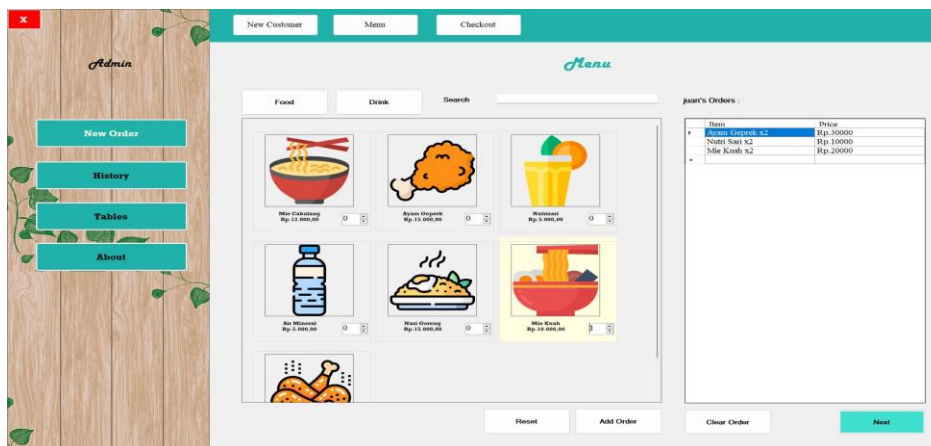 X
New Customer
Menu
Checkout
Admin
Menu
Food
Drink
Search
juan's Orders :
New Order
History
Tables
About
Item Price
Ayam Geprek x2 Rp.30000
Nutri Sari x2 Rp.10000
Mie Kuah x2 Rp.20000
Mie Cakalang
Rp.12.000,00
0
Ayam Geprek
Rp.15.000,00
0
Nutrisari
Rp.5.000,00
0
Air Mineral
Rp.5.000,00
0
Nasi Goreng
Rp.15.000,00
0
Mie Kuah
Rp.10.000,00
1
Reset
Add Order
Clear Order
Next